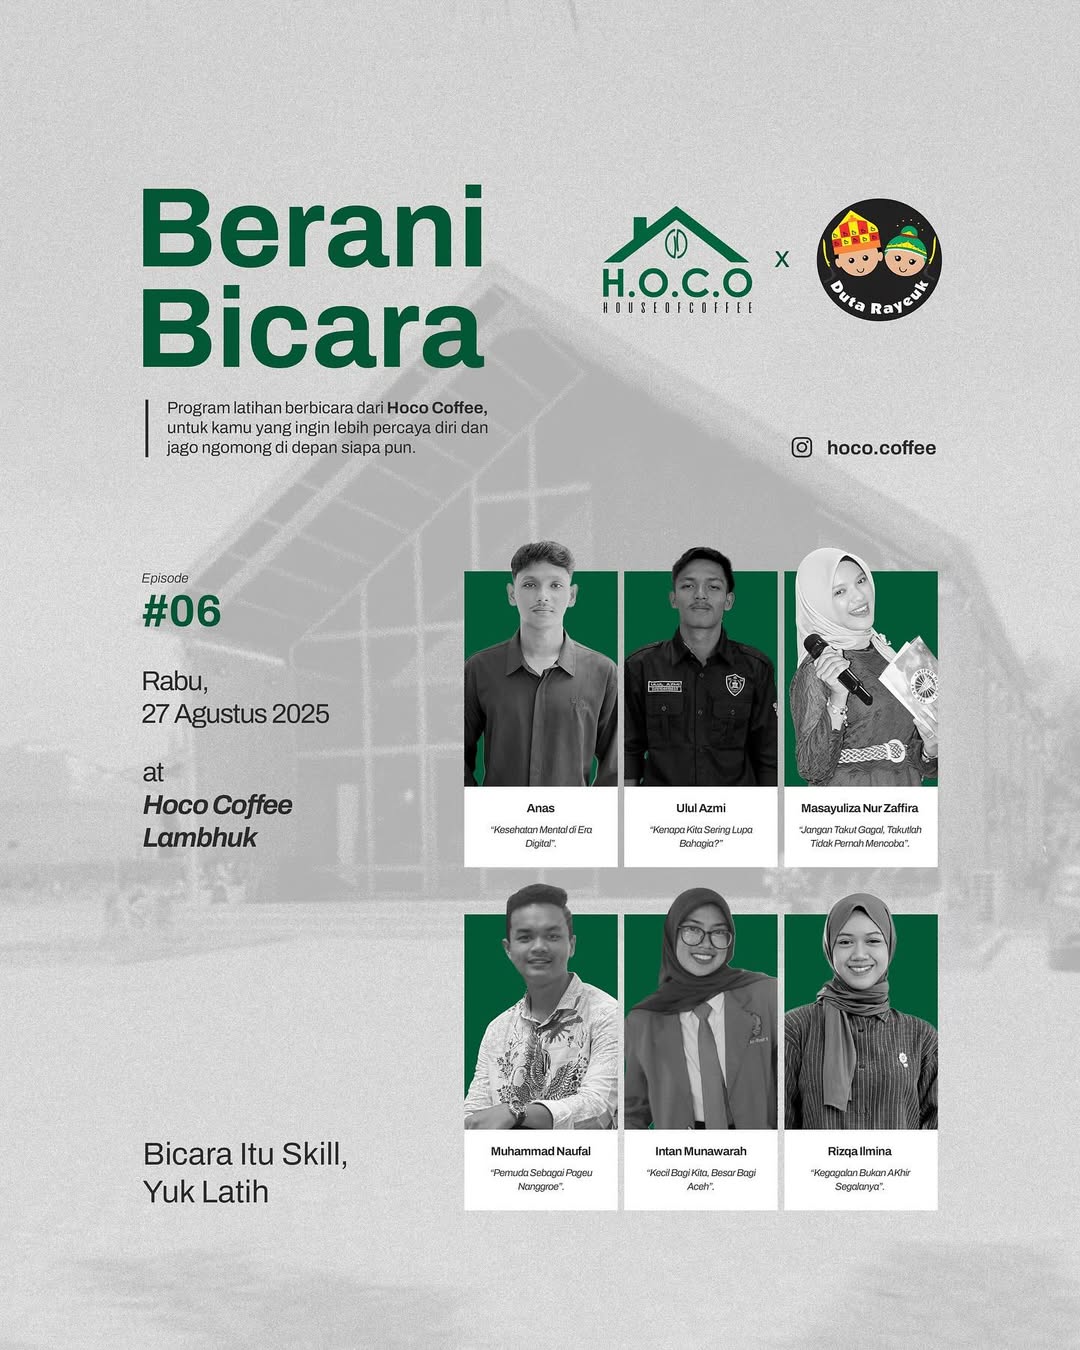 Berani
Bicara
H.O.C.O
HOUSEOFCOFFEE
x
Duta Rayeuk
Program latihan berbicara dari Hoco Coffee,
untuk kamu yang ingin lebih percaya diri dan
jago ngomong di depan siapa pun.
hoco.coffee
Episode
#06
Rabu,
27 Agustus 2025
at
Hoco Coffee
Lambhuk
ULUL AZMI
Anas
“Kesehatan Mental di Era
Digital”.
Ulul Azmi
“Kenapa Kita Sering Lupa
Bahagia?”
Masayuliza Nur Zaffira
“Jangan Takut Gagal, Takutlah
Tidak Pernah Mencoba”.
Muhammad Naufal
“Pemuda Sebagai Pageu
Nanggroe”.
Intan Munawarah
“Kecil Bagi Kita, Besar Bagi
Aceh”.
Rizqa Ilmina
“Kegagalan Bukan AKhir
Segalanya”.
Bicara Itu Skill,
Yuk Latih